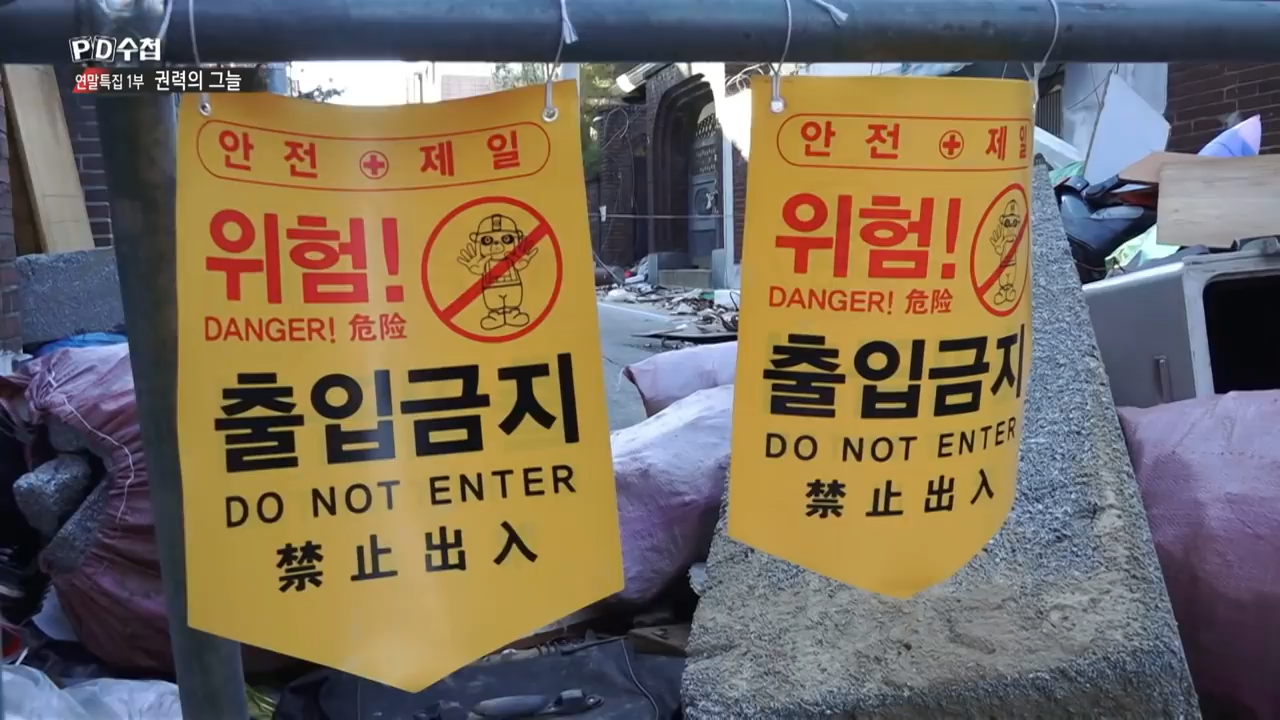 PD수첩
연말특집 1부 권력의 그늘
안전 제일
위험!
DANGER! 危险
출입금지
DO NOT ENTER
禁止出入
안전 제일
위험!
DANGER! 危险
출입금지
DO NOT ENTER
禁止出入